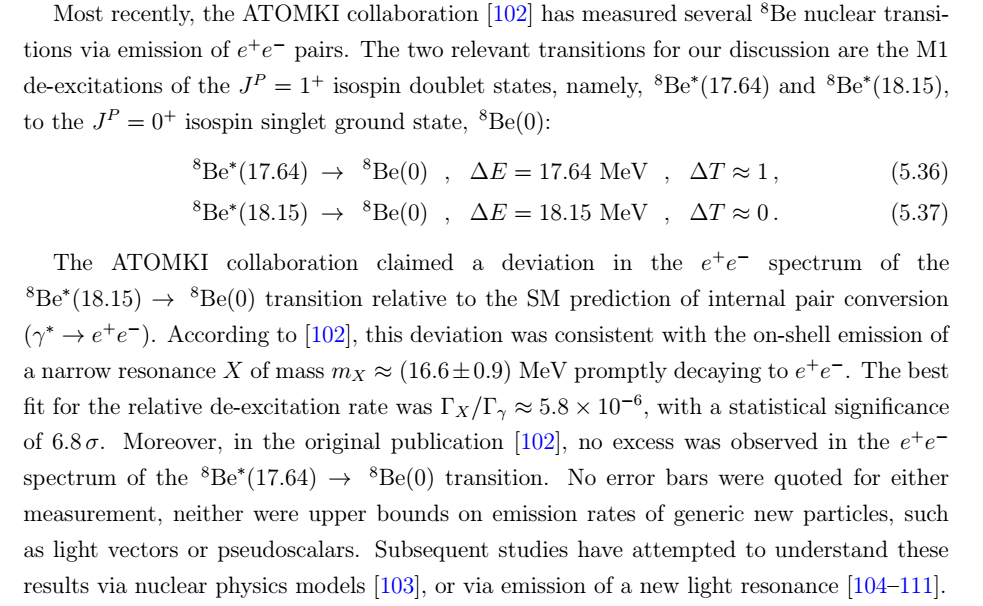 Most recently, the ATOMKI collaboration [102] has measured several ⁸Be nuclear transi-
tions via emission of e⁺e⁻ pairs. The two relevant transitions for our discussion are the M1
de-excitations of the Jᴾ = 1⁺ isospin doublet states, namely, ⁸Be*(17.64) and ⁸Be*(18.15),
to the Jᴾ = 0⁺ isospin singlet ground state, ⁸Be(0):
⁸Be*(17.64) → ⁸Be(0) , ΔE = 17.64 MeV , ΔT ≈ 1 , (5.36)
⁸Be*(18.15) → ⁸Be(0) , ΔE = 18.15 MeV , ΔT ≈ 0 . (5.37)
The ATOMKI collaboration claimed a deviation in the e⁺e⁻ spectrum of the
⁸Be*(18.15) → ⁸Be(0) transition relative to the SM prediction of internal pair conversion
(γ* → e⁺e⁻). According to [102], this deviation was consistent with the on-shell emission of
a narrow resonance X of mass m_X ≈ (16.6±0.9) MeV promptly decaying to e⁺e⁻. The best
fit for the relative de-excitation rate was Γ_X/Γ_γ ≈ 5.8 × 10⁻⁶, with a statistical significance
of 6.8 σ. Moreover, in the original publication [102], no excess was observed in the e⁺e⁻
spectrum of the ⁸Be*(17.64) → ⁸Be(0) transition. No error bars were quoted for either
measurement, neither were upper bounds on emission rates of generic new particles, such
as light vectors or pseudoscalars. Subsequent studies have attempted to understand these
results via nuclear physics models [103], or via emission of a new light resonance [104–111].